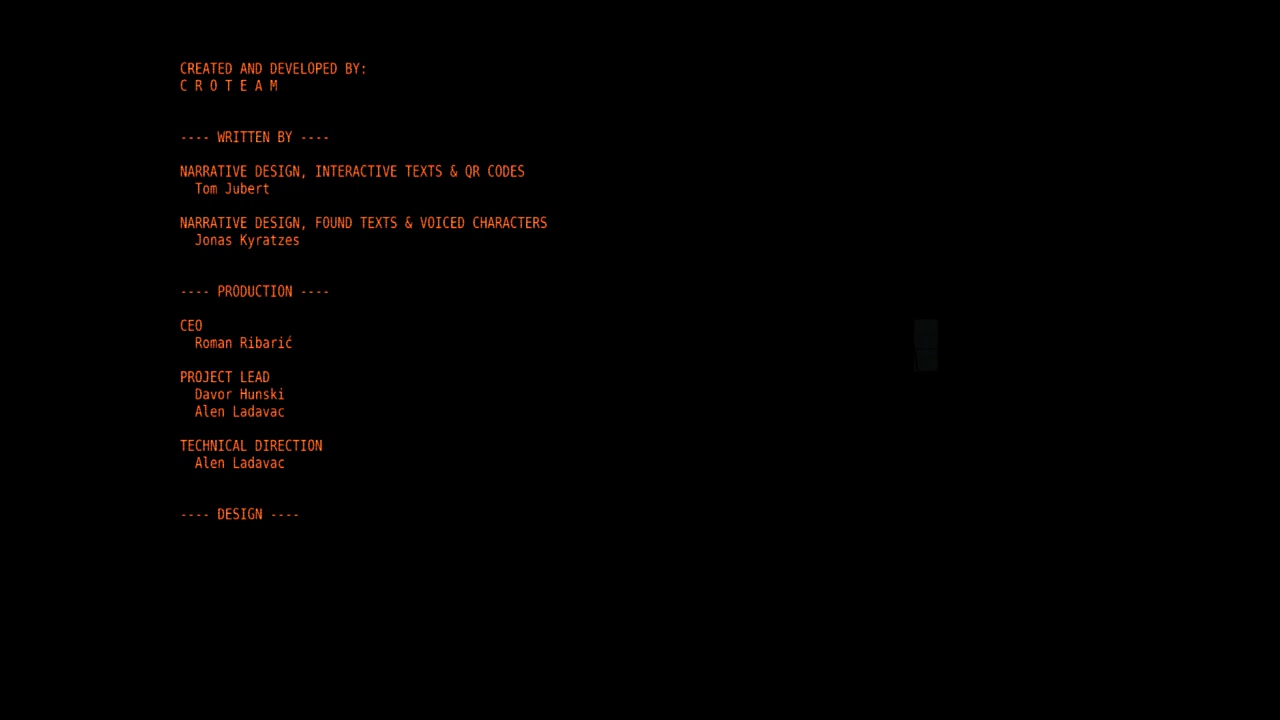 CREATED AND DEVELOPED BY:
C R O T E A M
---- WRITTEN BY ----
NARRATIVE DESIGN, INTERACTIVE TEXTS & QR CODES
Tom Jubert
NARRATIVE DESIGN, FOUND TEXTS & VOICED CHARACTERS
Jonas Kyratzes
---- PRODUCTION ----
CEO
Roman Ribarić
PROJECT LEAD
Davor Hunski
Alen Ladavac
TECHNICAL DIRECTION
Alen Ladavac
---- DESIGN ----